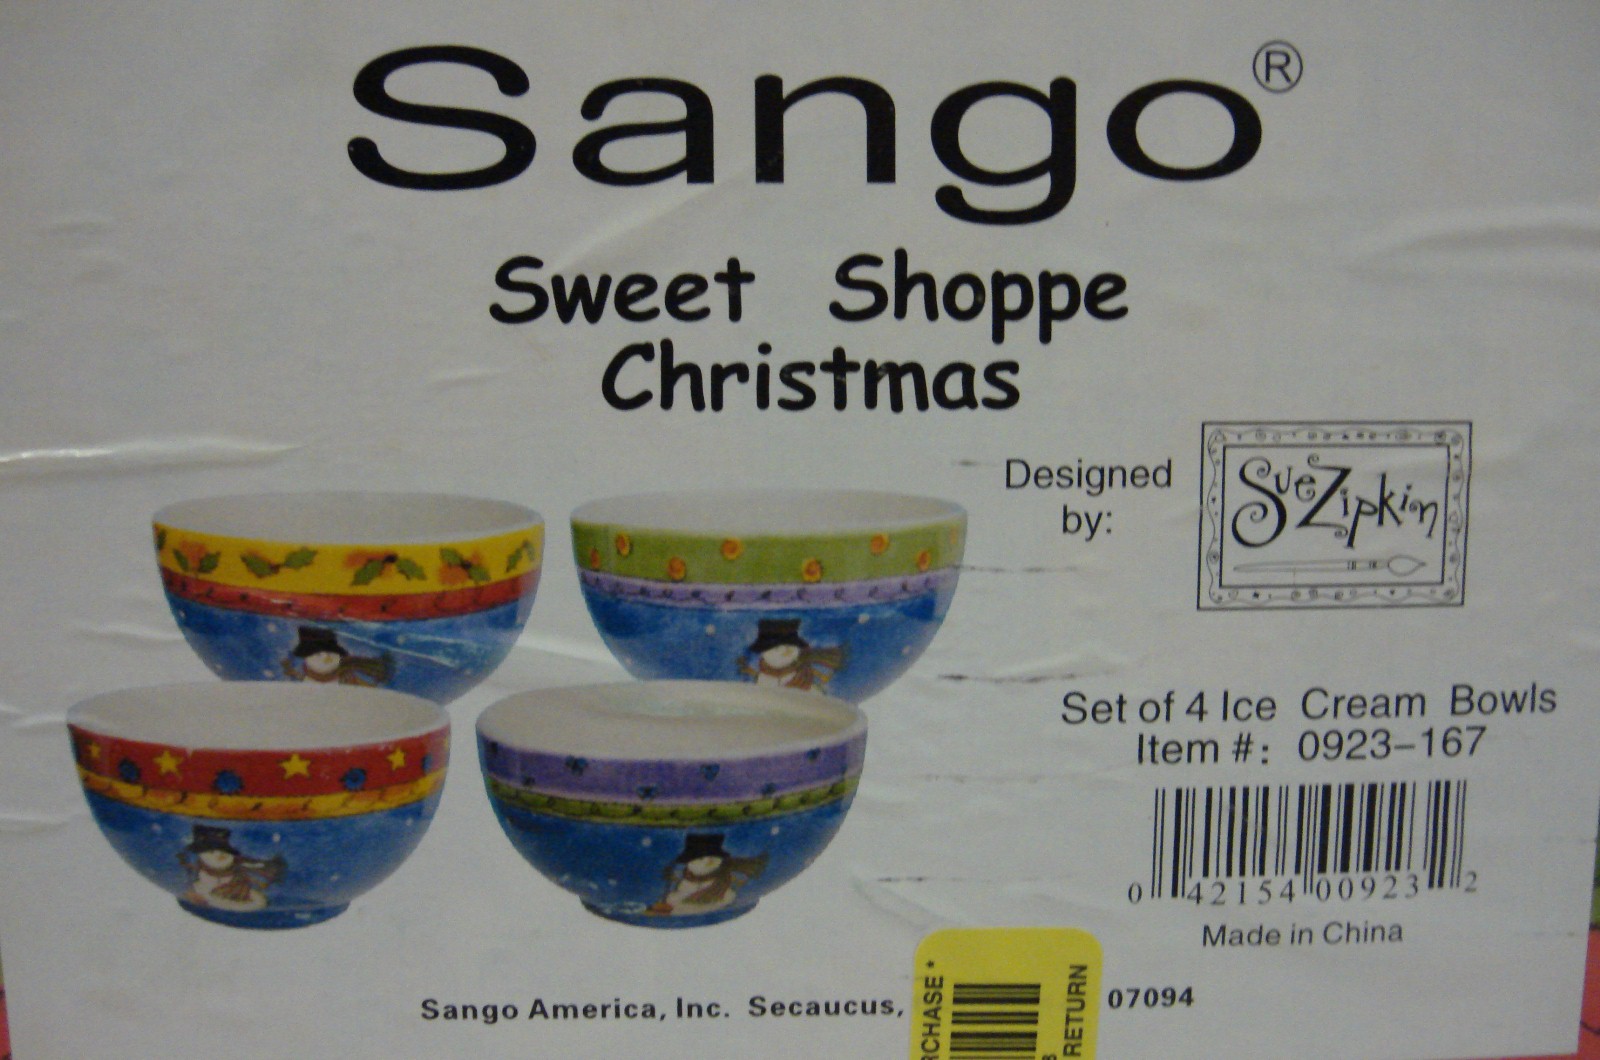 Sango®
Sweet Shoppe
Christmas
Designed
by:
Sue Zipkin
Set of 4 Ice Cream Bowls
Item #: 0923-167
0 42154 00923 2
Made in China
Sango America, Inc. Secaucus, 07094
RETURN